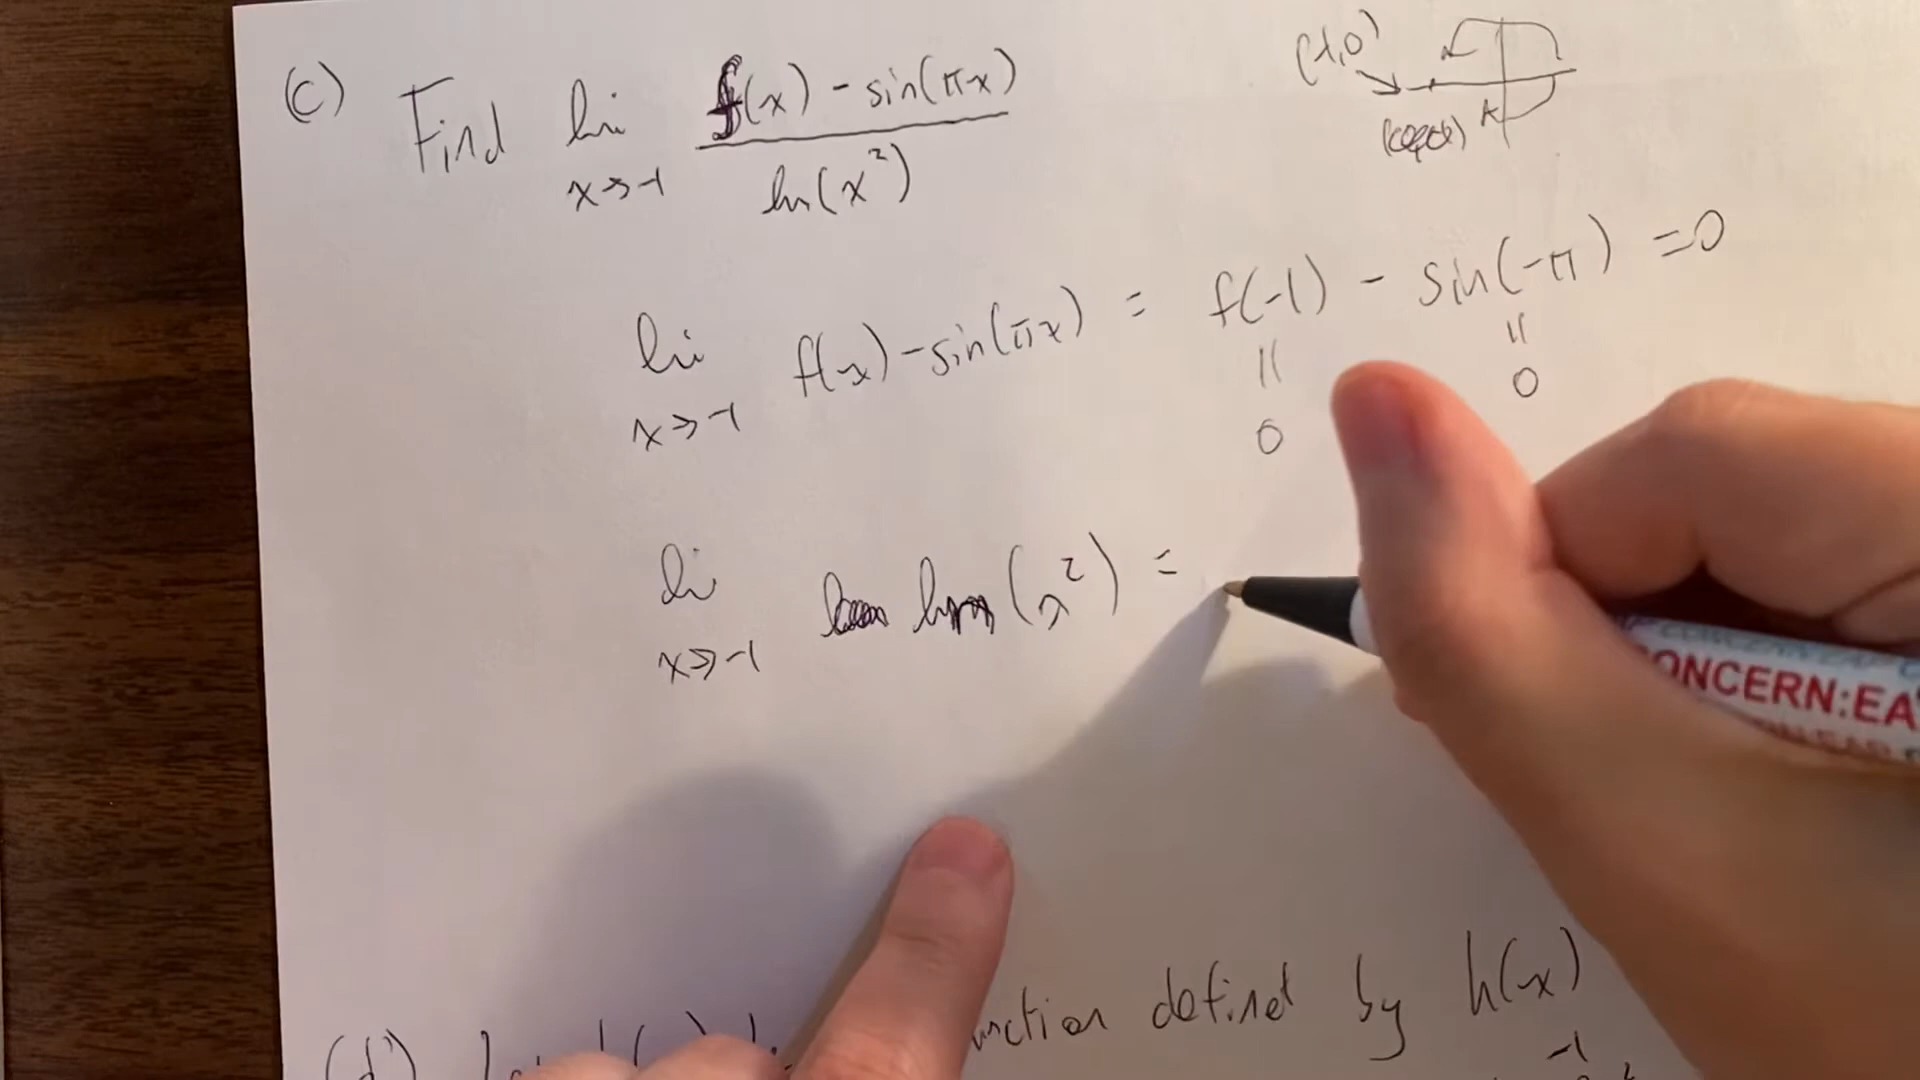 (c) Find lim x→-1 f(x) - sin(πx) / ln(x²)
(-1,0)
lim x→-1 f(x) - sin(πx) = f(-1) - sin(-π) = 0
= 0
= 0
lim x→-1 ln(x²) =
ONCERN:EA
(d) function defined by h(x)
-1